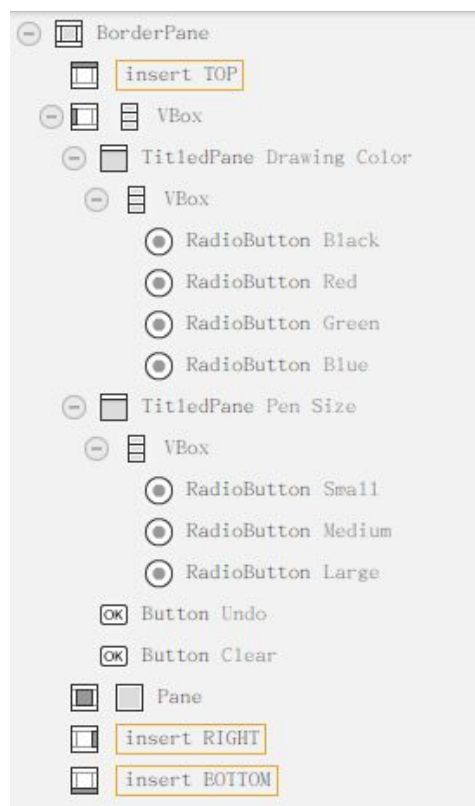 BorderPane
insert TOP
VBox
TitledPane Drawing Color
VBox
RadioButton Black
RadioButton Red
RadioButton Green
RadioButton Blue
TitledPane Pen Size
VBox
RadioButton Small
RadioButton Medium
RadioButton Large
OK Button Undo
OK Button Clear
Pane
insert RIGHT
insert BOTTOM